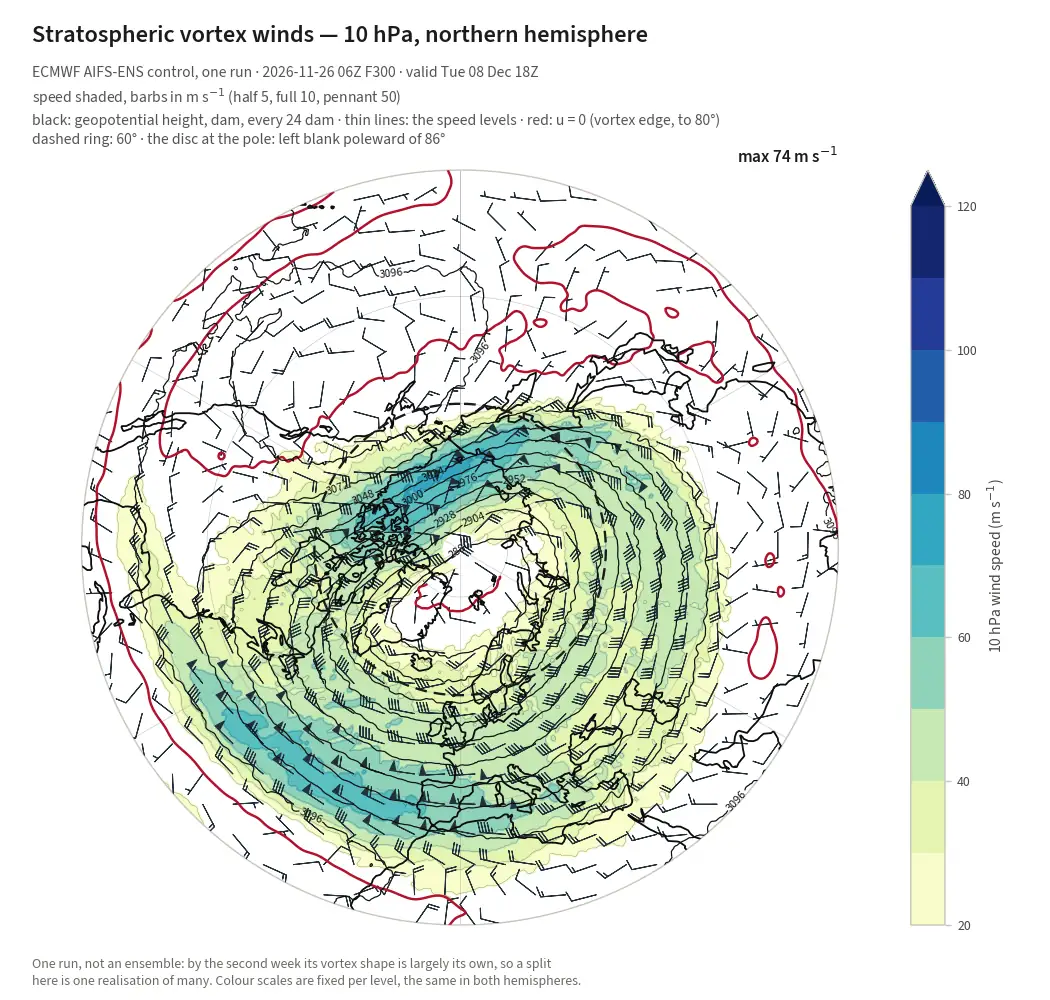 Stratospheric vortex winds — 10 hPa, northern hemisphere
ECMWF AIFS-ENS control, one run · 2026-11-26 06Z F300 · valid Tue 08 Dec 18Z
speed shaded, barbs in m s⁻¹ (half 5, full 10, pennant 50)
black: geopotential height, dam, every 24 dam · thin lines: the speed levels · red: u = 0 (vortex edge, to 80°)
dashed ring: 60° · the disc at the pole: left blank poleward of 86°
max 74 m s⁻¹
120
100
80
60
40
20
10 hPa wind speed (m s⁻¹)
3096
3096
3048
3000
2976
2952
2928
2904
3096
3096
One run, not an ensemble: by the second week its vortex shape is largely its own, so a split
here is one realisation of many. Colour scales are fixed per level, the same in both hemispheres.